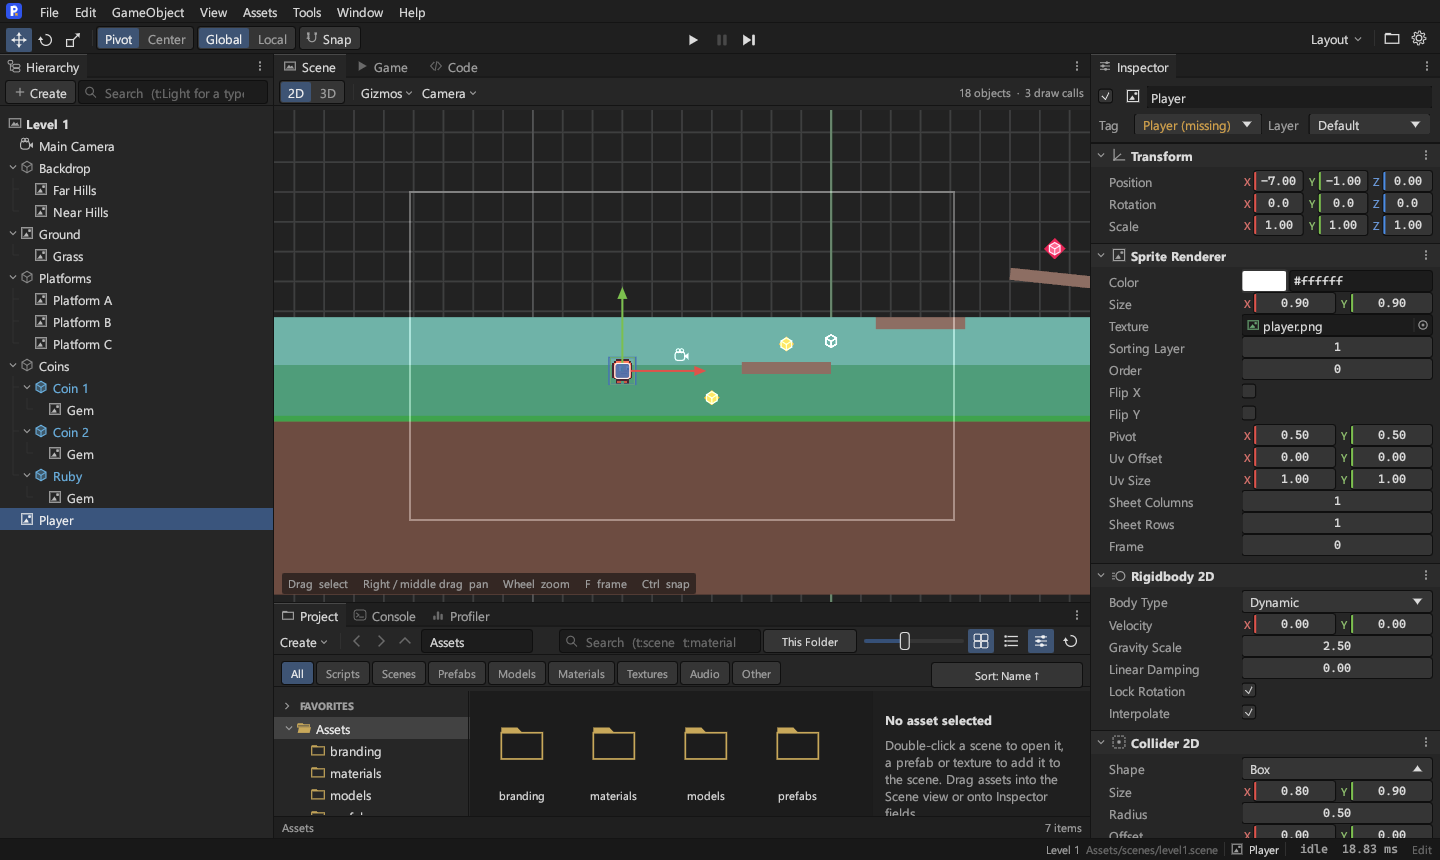 File Edit GameObject View Assets Tools Window Help
Pivot Center Global Local Snap Layout
Hierarchy
Create Search (t:Light for a type
Level 1
Main Camera
Backdrop
Far Hills
Near Hills
Ground
Grass
Platforms
Platform A
Platform B
Platform C
Coins
Coin 1
Gem
Coin 2
Gem
Ruby
Gem
Player
Scene Game Code
2D 3D Gizmos Camera 18 objects · 3 draw calls
Drag select Right / middle drag pan Wheel zoom F frame Ctrl snap
Project Console Profiler
Create Assets Search (t:scene t:material This Folder
All Scripts Scenes Prefabs Models Materials Textures Audio Other Sort: Name ↑
FAVORITES
Assets
branding
materials
models
branding materials models prefabs
No asset selected
Double-click a scene to open it,
a prefab or texture to add it to
the scene. Drag assets into the
Scene view or onto Inspector
fields.
Assets 7 items
Inspector
Player
Tag Player (missing) Layer Default
Transform
Position X -7.00 Y -1.00 Z 0.00
Rotation X 0.0 Y 0.0 Z 0.0
Scale X 1.00 Y 1.00 Z 1.00
Sprite Renderer
Color #ffffff
Size X 0.90 Y 0.90
Texture player.png
Sorting Layer 1
Order 0
Flip X
Flip Y
Pivot X 0.50 Y 0.50
Uv Offset X 0.00 Y 0.00
Uv Size X 1.00 Y 1.00
Sheet Columns 1
Sheet Rows 1
Frame 0
Rigidbody 2D
Body Type Dynamic
Velocity X 0.00 Y 0.00
Gravity Scale 2.50
Linear Damping 0.00
Lock Rotation
Interpolate
Collider 2D
Shape Box
Size X 0.80 Y 0.90
Radius 0.50
Offset X 0.00 Y 0.00
Level 1 Assets/scenes/level1.scene Player idle 18.83 ms Edit